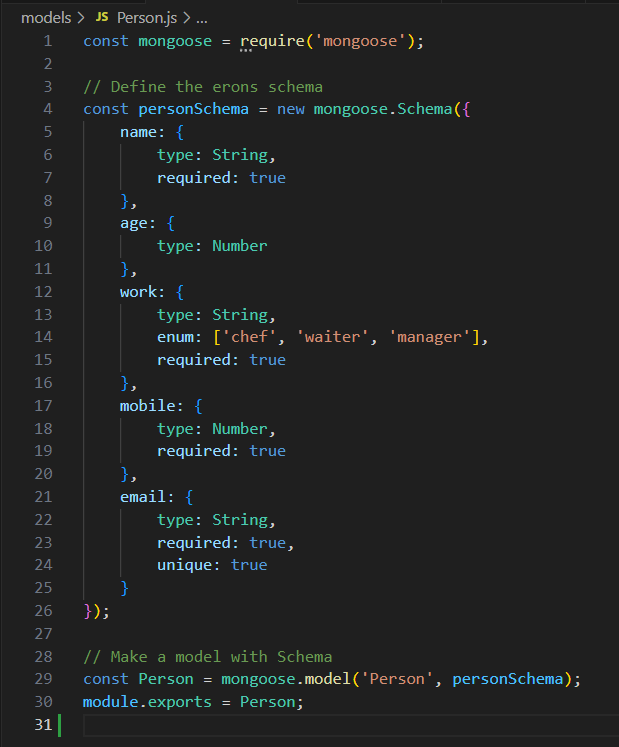 models > JS Person.js > ...
1 const mongoose = require('mongoose');
2
3 // Define the erons schema
4 const personSchema = new mongoose.Schema({
5     name: {
6         type: String,
7         required: true
8     },
9     age: {
10         type: Number
11     },
12     work: {
13         type: String,
14         enum: ['chef', 'waiter', 'manager'],
15         required: true
16     },
17     mobile: {
18         type: Number,
19         required: true
20     },
21     email: {
22         type: String,
23         required: true,
24         unique: true
25     }
26 });
27
28 // Make a model with Schema
29 const Person = mongoose.model('Person', personSchema);
30 module.exports = Person;
31